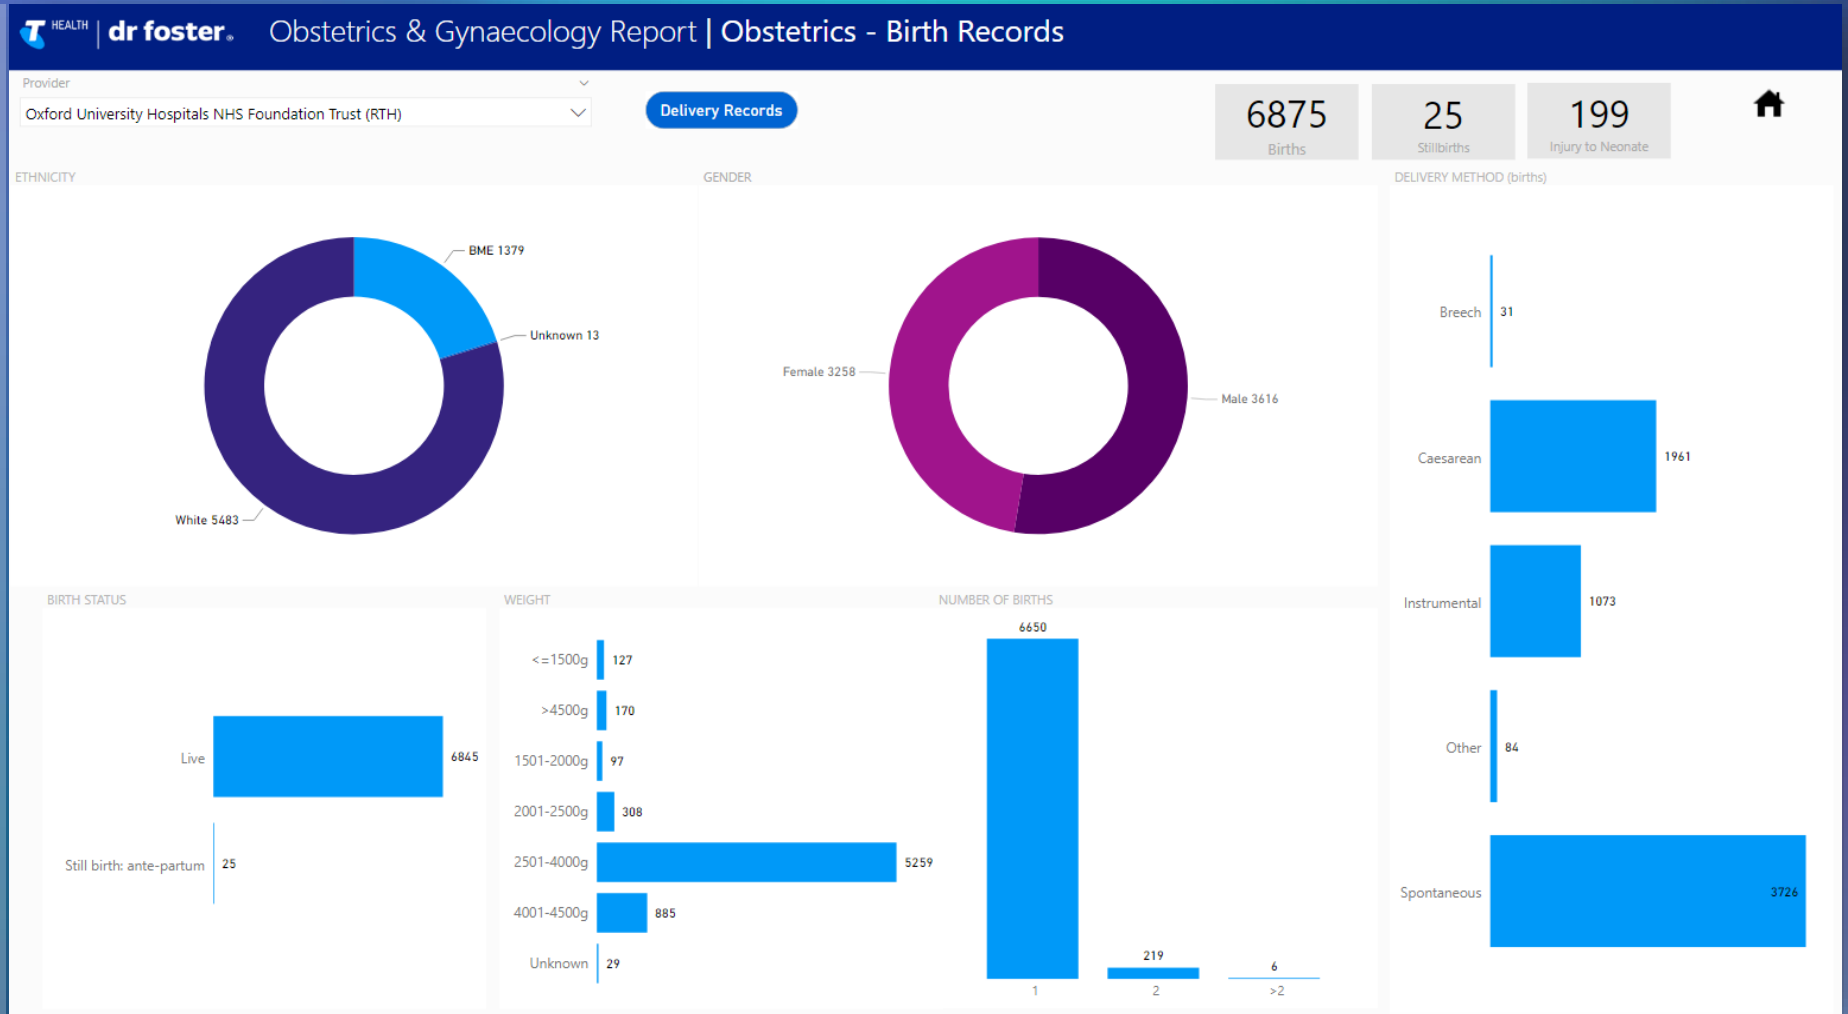 T HEALTH | dr foster® Obstetrics & Gynaecology Report | Obstetrics - Birth Records
Provider
Oxford University Hospitals NHS Foundation Trust (RTH)
Delivery Records
6875
Births
25
Stillbirths
199
Injury to Neonate
ETHNICITY
BME 1379
Unknown 13
White 5483
GENDER
Female 3258
Male 3616
DELIVERY METHOD (births)
Breech 31
Caesarean 1961
Instrumental 1073
Other 84
Spontaneous 3726
BIRTH STATUS
Live 6845
Still birth: ante-partum 25
WEIGHT
<=1500g 127
>4500g 170
1501-2000g 97
2001-2500g 308
2501-4000g 5259
4001-4500g 885
Unknown 29
NUMBER OF BIRTHS
6650
219
6
1 2 >2